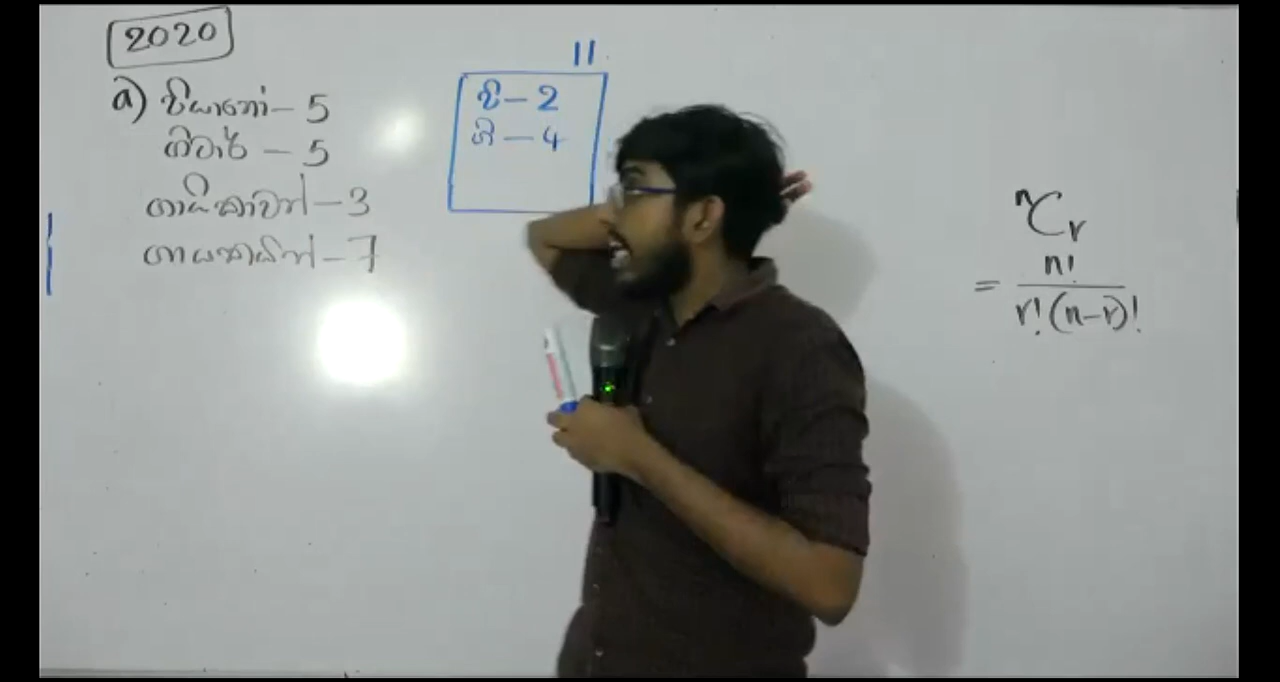 2020
a) පියානෝ - 5
ගිටාර් - 5
ගායිකාවන් - 3
ගායකයින් - 7
11
පි - 2
ගි - 4
ⁿCᵣ
= n! / r!(n-r)!